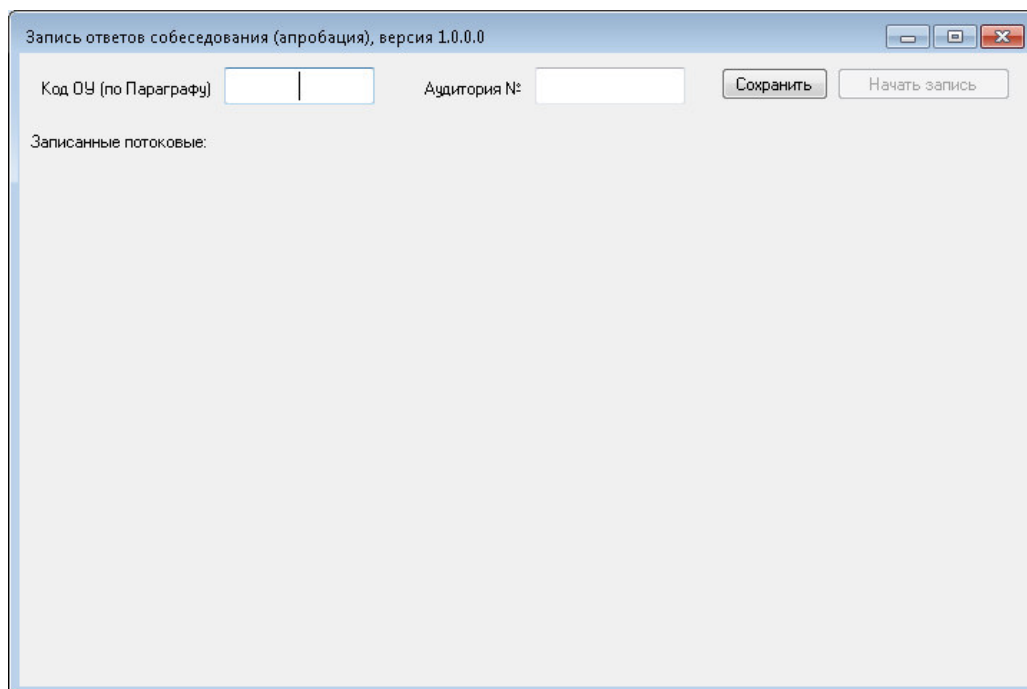 Запись ответов собеседования (апробация), версия 1.0.0.0
Код ОУ (по Параграфу) Аудитория № Сохранить Начать запись
Записанные потоковые: